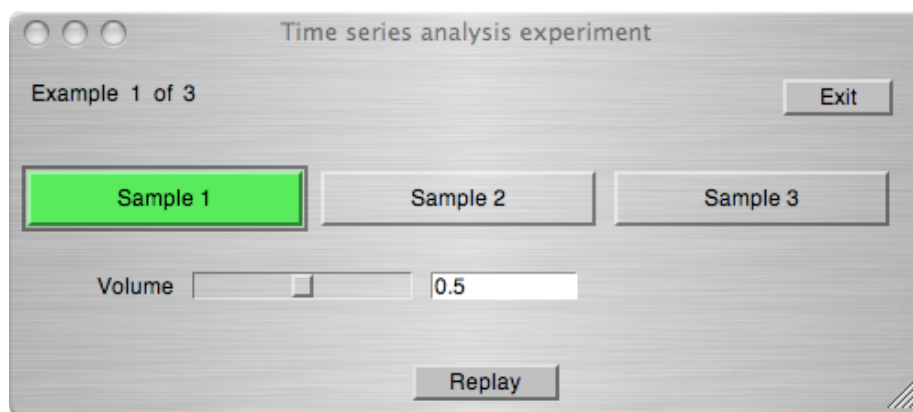 Time series analysis experiment
Example 1 of 3
Exit
Sample 1
Sample 2
Sample 3
Volume
0.5
Replay